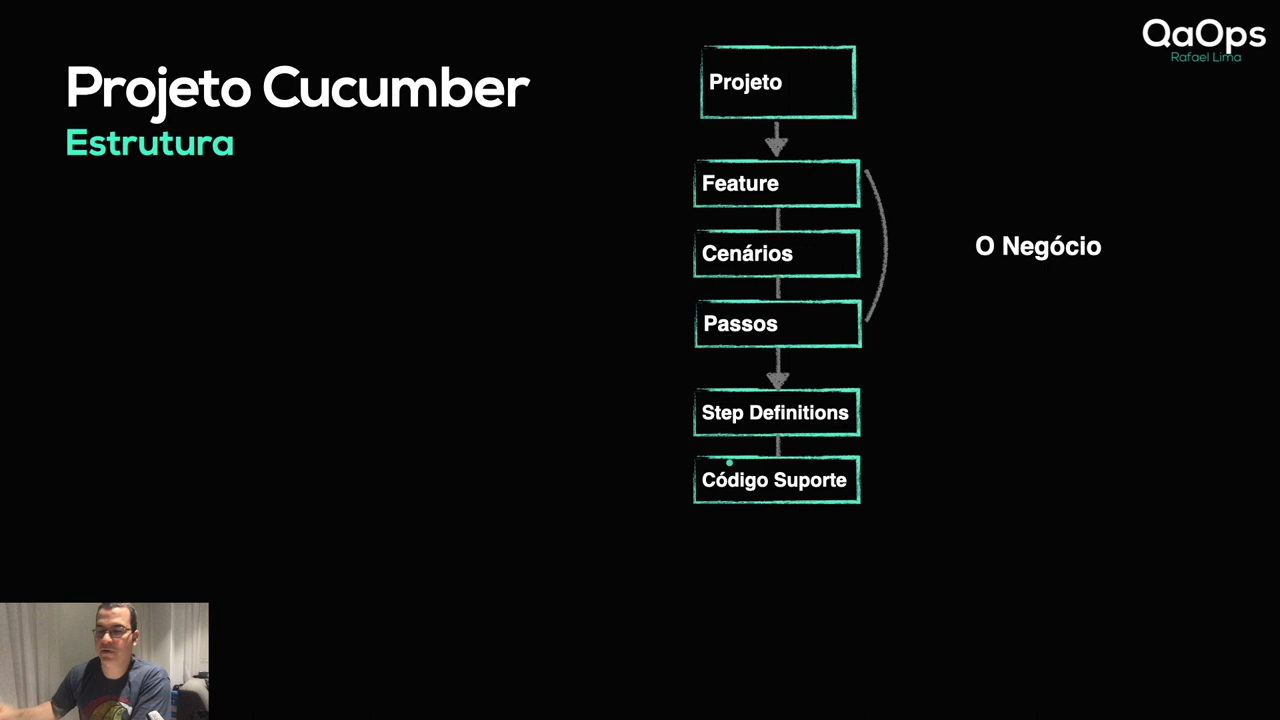 QaOps
Rafael Lima
Projeto Cucumber
Estrutura
Projeto
Feature
Cenários
Passos
O Negócio
Step Definitions
Código Suporte